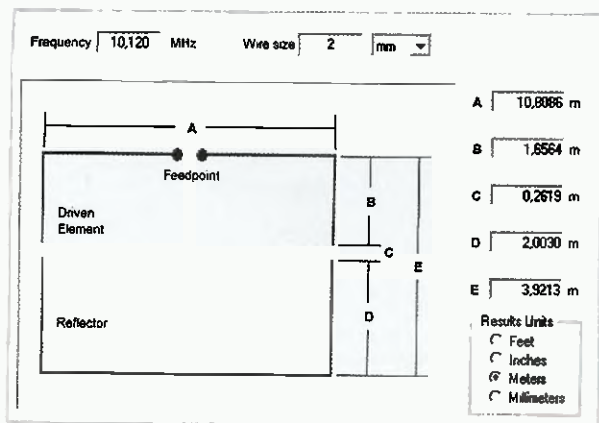 Frequency 10,120 MHz Wire size 2 mm
A 10,8086 m
A
Feedpoint
B 1,6564 m
B
Driven
Element
C 0,2619 m
C
D 2,0030 m
E
E 3,9213 m
D
Reflector
Results Units
Feet
Inches
Meters
Millimeters